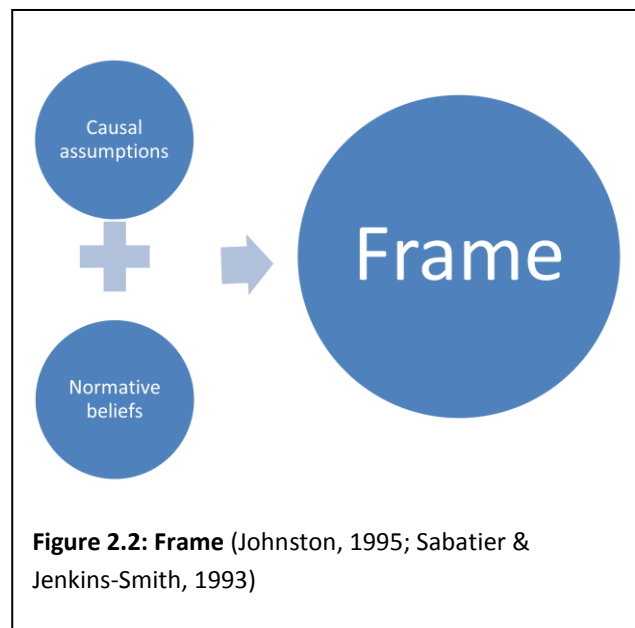 Causal
assumptions
Frame
Normative
beliefs
Figure 2.2: Frame (Johnston, 1995; Sabatier &
Jenkins-Smith, 1993)